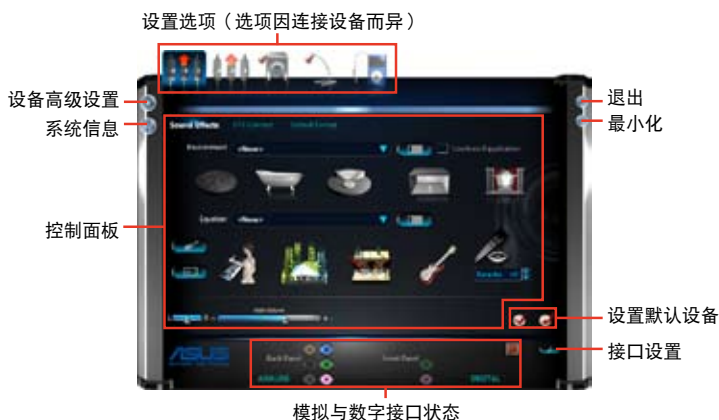 设置选项（选项因连接设备而异）
设备高级设置
退出
系统信息
最小化
Sound Effects
Environment <None>
控制面板
Equalizer <None>
Karaoke
设置默认设备
ASUS
Back Panel
Front Panel
接口设置
ANALOG
DIGITAL
模拟与数字接口状态